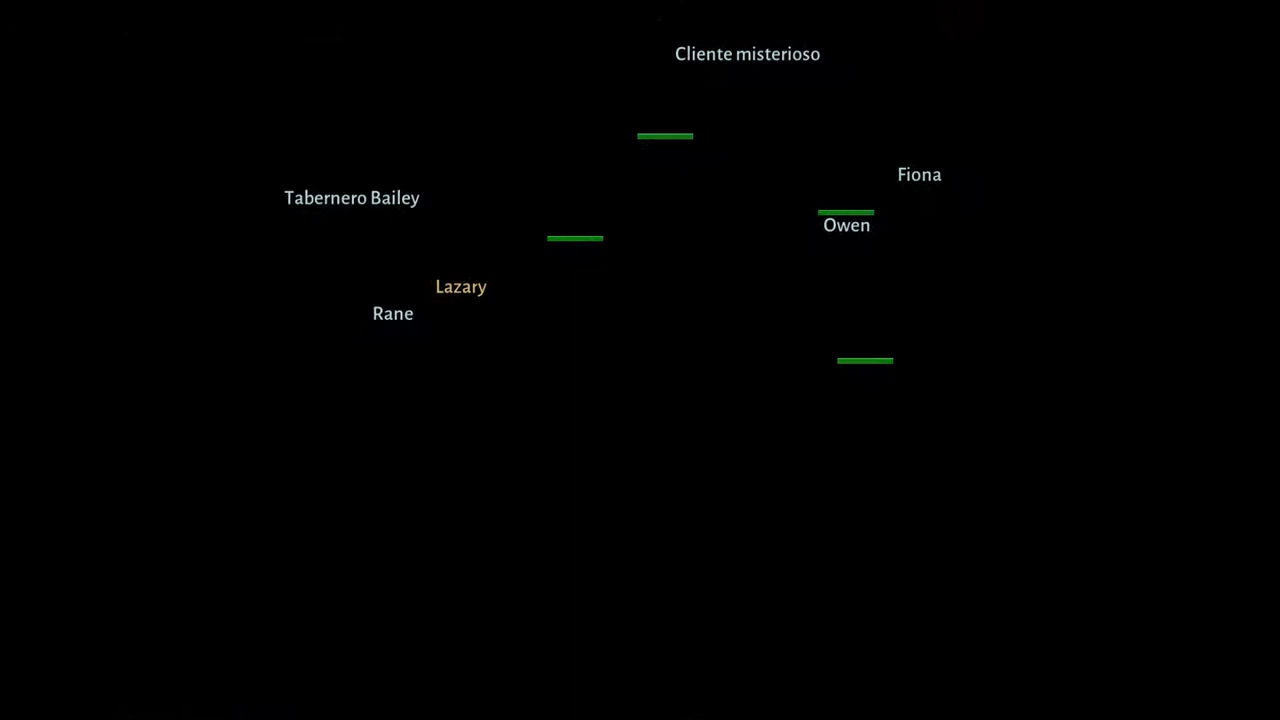 Cliente misterioso
Fiona
Tabernero Bailey
Owen
Lazary
Rane